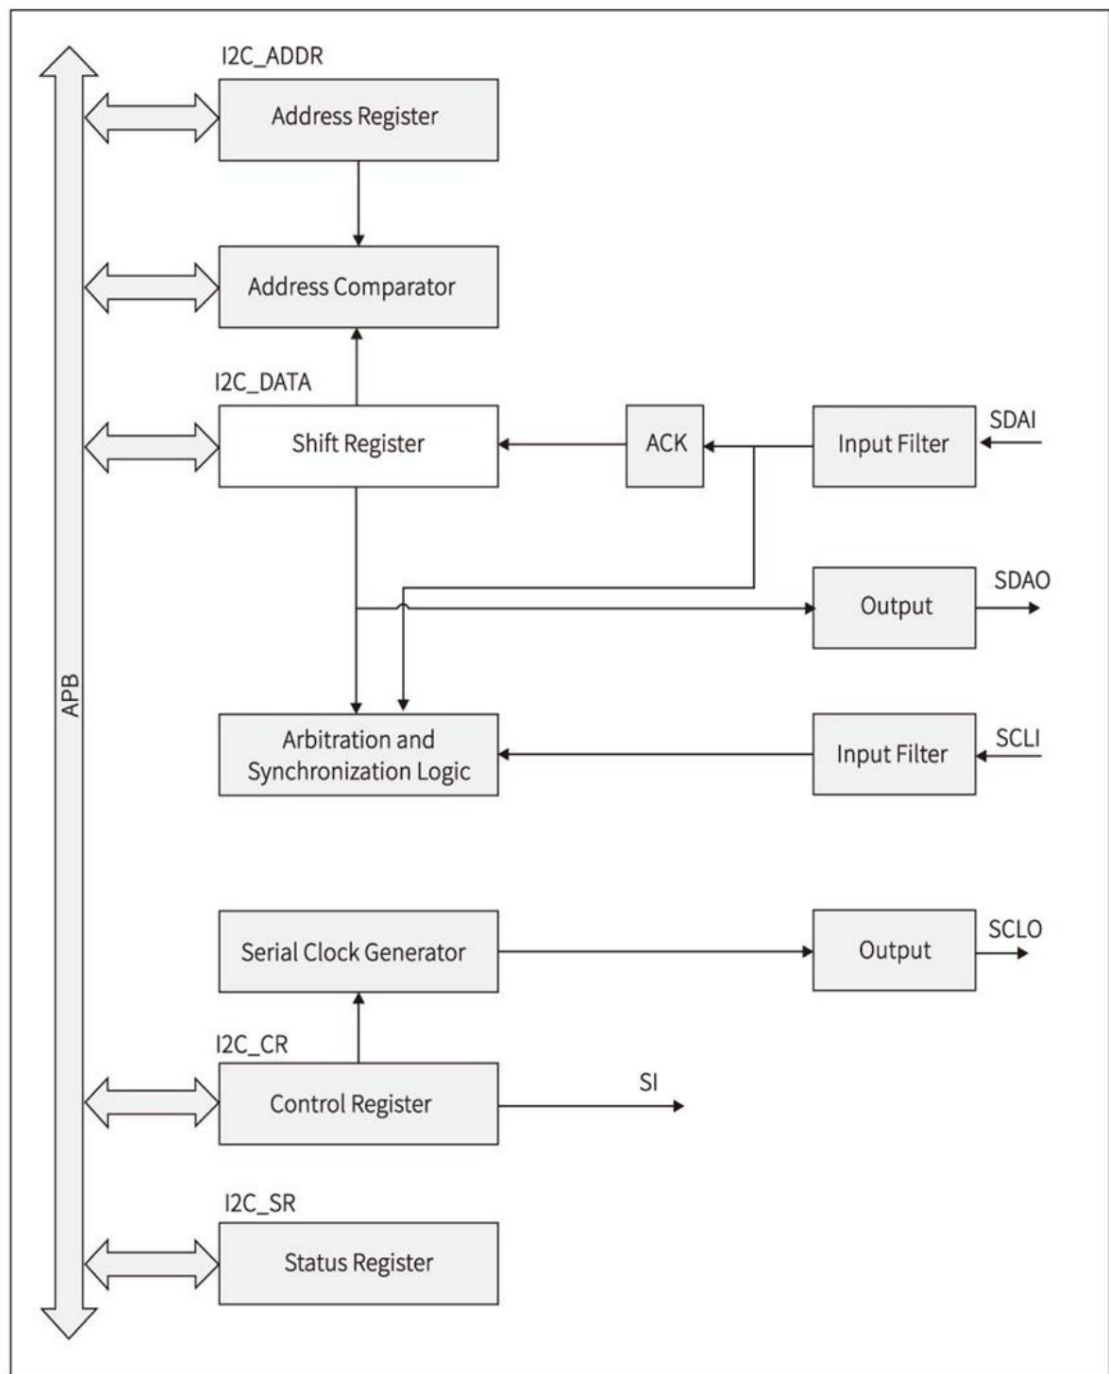 I2C_ADDR
Address Register
Address Comparator
I2C_DATA
Shift Register
ACK
Input Filter
SDAI
Output
SDAO
APB
Arbitration and
Synchronization Logic
Input Filter
SCLI
Serial Clock Generator
Output
SCLO
I2C_CR
Control Register
SI
I2C_SR
Status Register